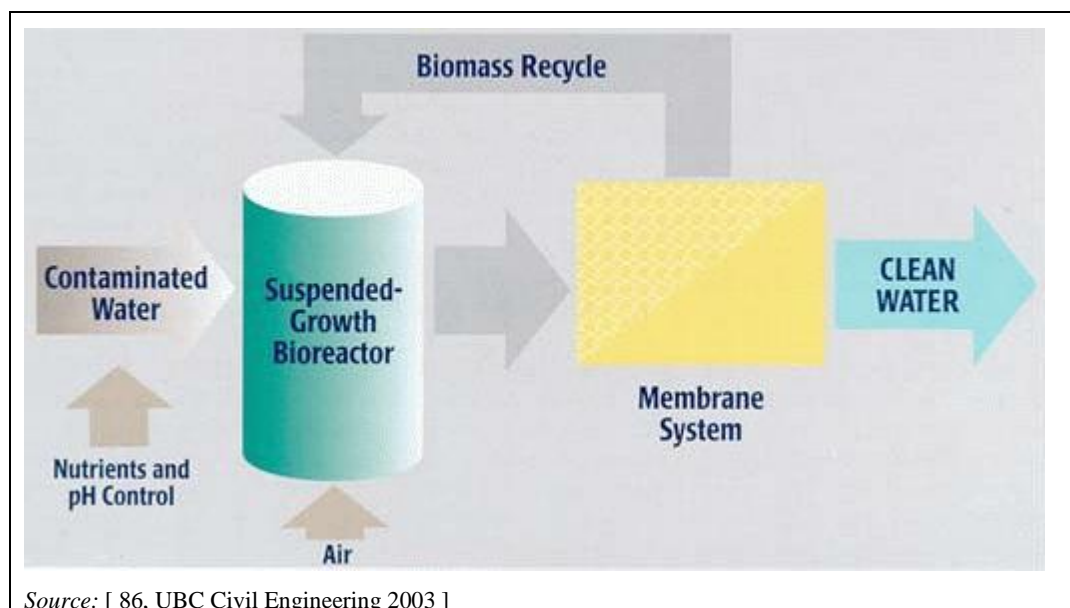 Biomass Recycle
Contaminated
Water
Suspended-
Growth
Bioreactor
CLEAN
WATER
Membrane
System
Nutrients and
pH Control
Air
Source: [ 86, UBC Civil Engineering 2003 ]